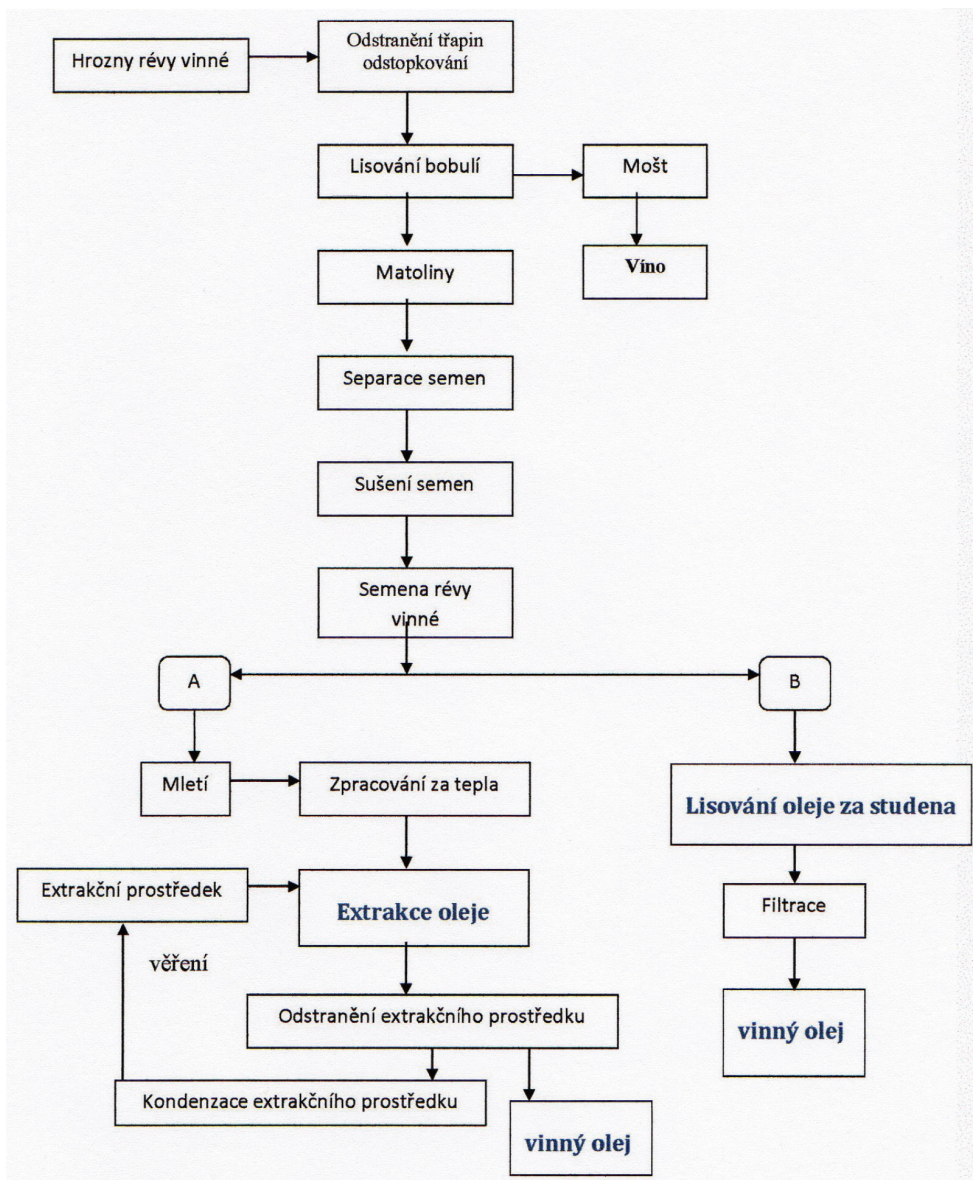 Hrozny révy vinné
Odstranění třapin
odstopkování
Lisování bobulí
Mošt
Víno
Matoliny
Separace semen
Sušení semen
Semena révy
vinné
A
B
Mletí
Zpracování za tepla
Lisování oleje za studena
Extrakční prostředek
Extrakce oleje
Filtrace
věření
Odstranění extrakčního prostředku
vinný olej
Kondenzace extrakčního prostředku
vinný olej